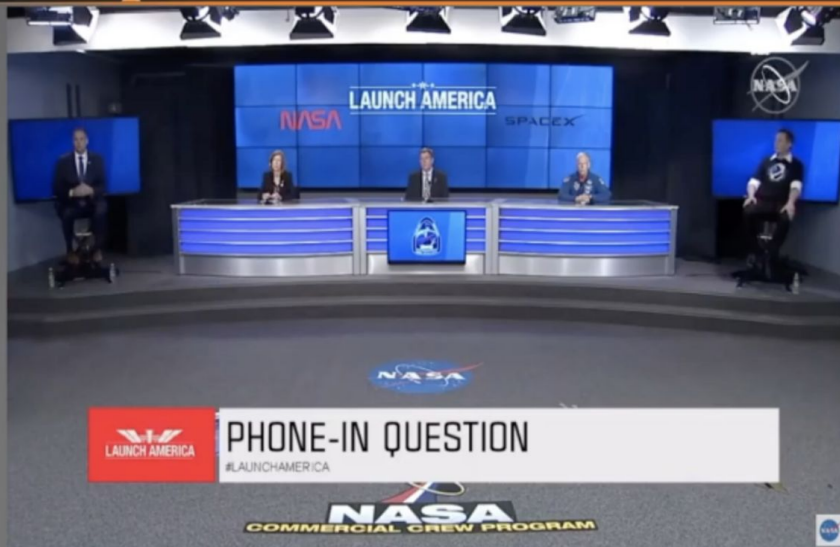 LAUNCH AMERICA
NASA
SPACEX
NASA
NASA
LAUNCH AMERICA
PHONE-IN QUESTION
#LAUNCHAMERICA
NASA
COMMERCIAL CREW PROGRAM
NASA